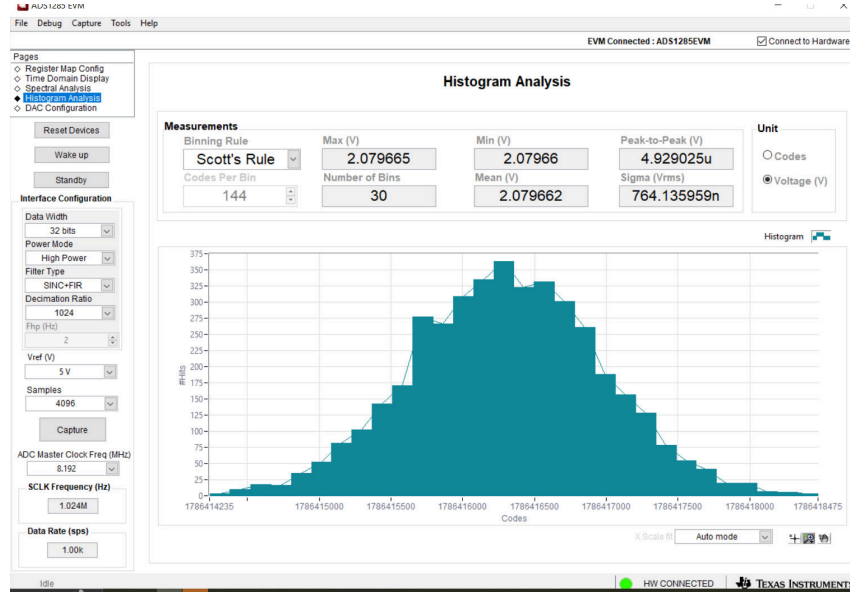 ADS1285 EVM
File Debug Capture Tools Help
EVM Connected : ADS1285EVM
Connect to Hardware
Pages
Register Map Config
Time Domain Display
Spectral Analysis
Histogram Analysis
DAC Configuration
Reset Devices
Wake up
Standby
Interface Configuration
Data Width
32 bits
Power Mode
High Power
Filter Type
SINC+FIR
Decimation Ratio
1024
Fhp (Hz)
2
Vref (V)
5 V
Samples
4096
Capture
ADC Master Clock Freq (MHz)
8.192
SCLK Frequency (Hz)
1.024M
Data Rate (sps)
1.00k
Histogram Analysis
Measurements
Binning Rule
Scott's Rule
Max (V)
2.079665
Min (V)
2.07966
Peak-to-Peak (V)
4.929025u
Codes Per Bin
144
Number of Bins
30
Mean (V)
2.079662
Sigma (Vrms)
764.135959n
Unit
Codes
Voltage (V)
Histogram
#Hits
375
350
325
300
275
250
225
200
175
150
125
100
75
50
25
0
1786414235 1786415000 1786415500 1786416000 1786416500 1786417000 1786417500 1786418000 1786418475
Codes
X Scale fit Auto mode
Idle
HW CONNECTED
TEXAS INSTRUMENTS